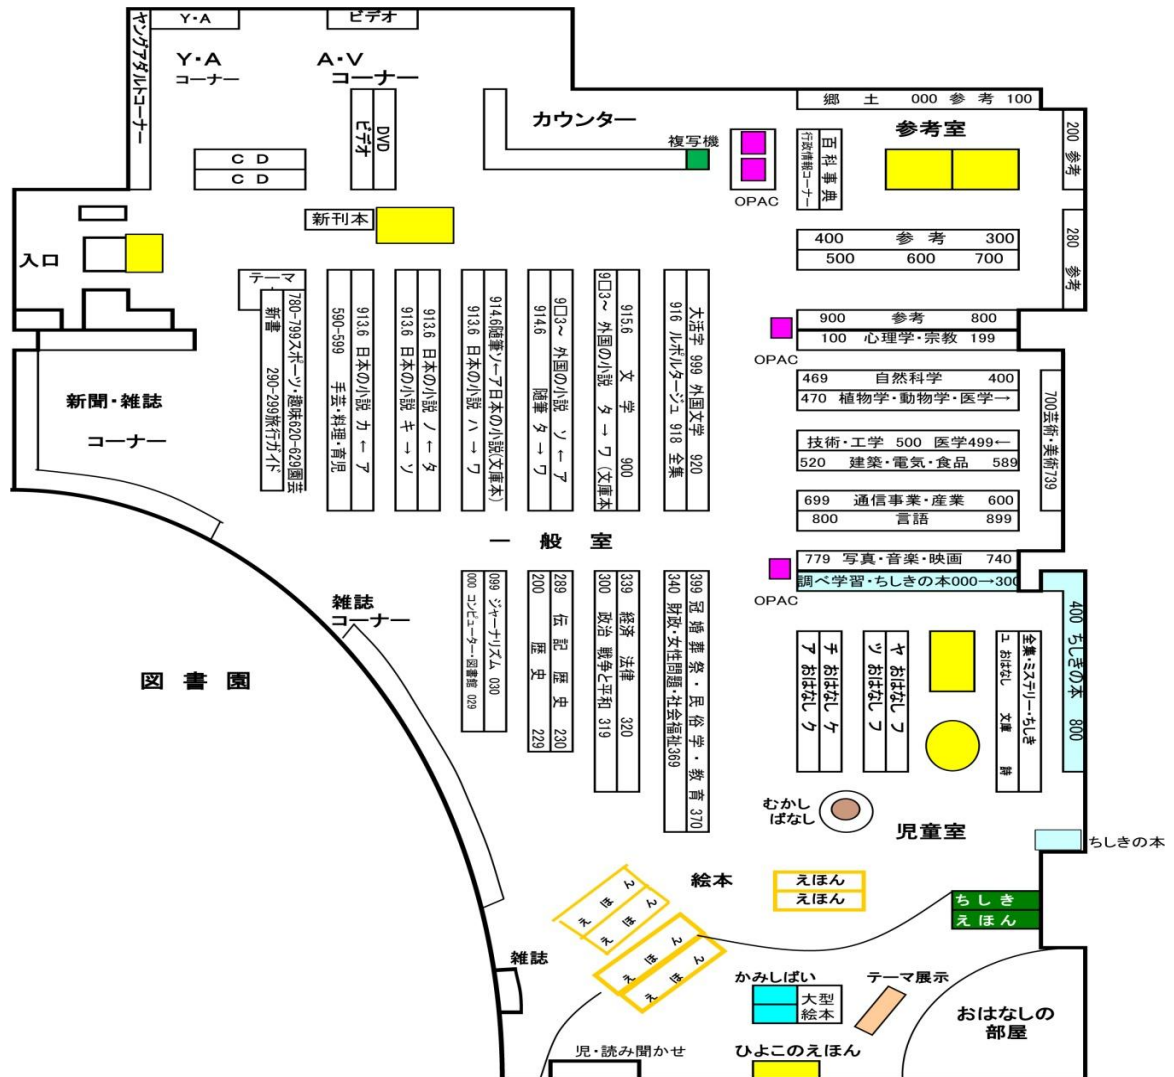 Y・A
ビデオ
ヤングアダルトコーナー
Y・A
コーナー
A・V
コーナー
DVD
ビデオ
ＣＤ
ＣＤ
カウンター
複写機
OPAC
郷土 000 参考 100
参考室
200 参考
百科事典
行政情報コーナー
280 参考
400 参考 300
500 600 700
新刊本
入口
テーマ
780-799スポーツ・趣味620-629園芸
新書 290-299旅行ガイド
913.6 日本の小説 カ ← ア
590-599 手芸・料理・育児
913.6 日本の小説 ノ ← タ
913.6 日本の小説 キ → ソ
914.6随筆ソ←ア日本の小説(文庫本)
913.6 日本の小説 ハ → ワ
9□3～ 外国の小説 ソ ← ア
914.6 随筆 タ → ワ
915.6 文学 900
9□3～ 外国の小説 タ → ワ (文庫本
大活字 999 外国文学 920
916 ルポルタージュ 918 全集
900 参考 800
100 心理学・宗教 199
OPAC
469 自然科学 400
470 植物学・動物学・医学→
700芸術・美術739
技術・工学 500 医学499←
520 建築・電気・食品 589
699 通信事業・産業 600
800 言語 899
779 写真・音楽・映画 740
調べ学習・ちしきの本000→300
OPAC
新聞・雑誌
コーナー
一般室
雑誌
コーナー
図書園
099 ジャーナリズム 030
000 コンピューター・図書館 029
289 伝記 歴史 230
200 歴史 229
339 経済 法律 320
300 政治 戦争と平和 319
399 冠婚葬祭・民俗学・教育 370
340 財政・女性問題・社会福祉369
チ おはなし ケ
ア おはなし ク
ヤ おはなし フ
ツ おはなし フ
全集・ミステリー・ちしき
ユ おはなし 文庫 詩
400 ちしきの本 800
むかし
ばなし
児童室
ちしきの本
絵本
えほん
えほん
えほん
えほん
えほん
えほん
ちしき
えほん
雑誌
かみしばい
大型
絵本
テーマ展示
おはなしの
部屋
児・読み聞かせ
ひよこのえほん